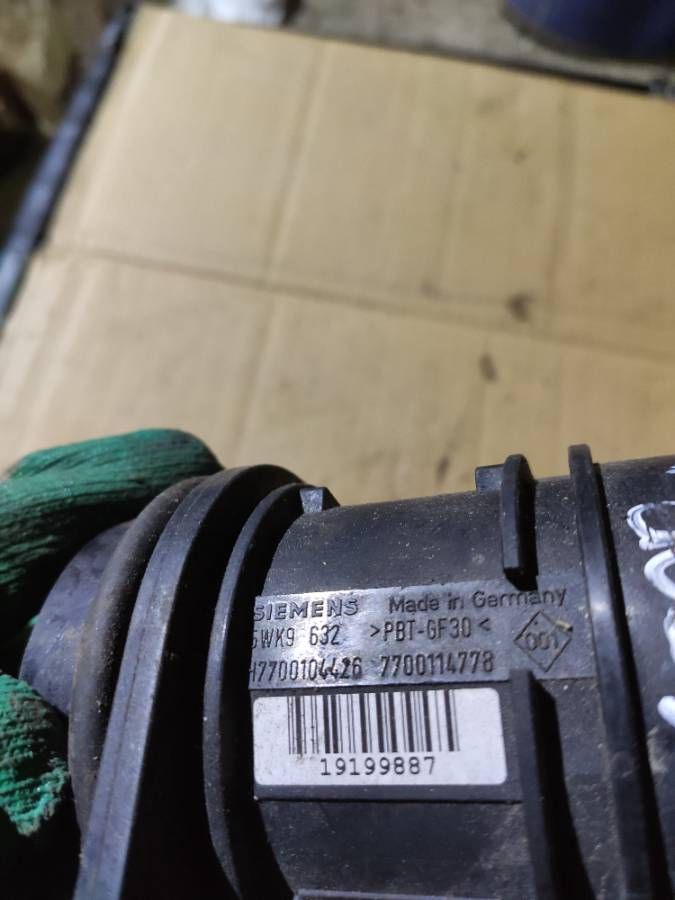 SIEMENS Made in Germany
5WK9 632 >PBT-GF30< 001
H7700104426 7700114778
19199887